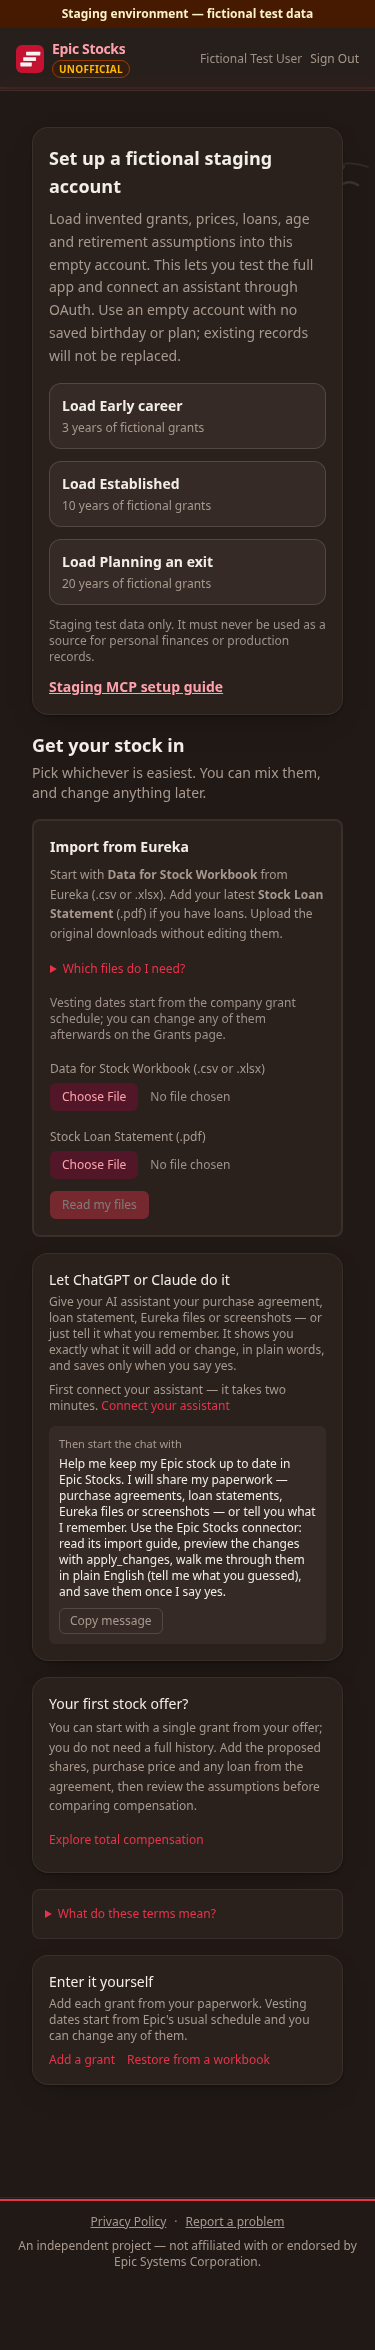 Staging environment — fictional test data
Epic Stocks
UNOFFICIAL
Fictional Test User Sign Out
Set up a fictional staging
account
Load invented grants, prices, loans, age
and retirement assumptions into this
empty account. This lets you test the full
app and connect an assistant through
OAuth. Use an empty account with no
saved birthday or plan; existing records
will not be replaced.
Load Early career
3 years of fictional grants
Load Established
10 years of fictional grants
Load Planning an exit
20 years of fictional grants
Staging test data only. It must never be used as a
source for personal finances or production
records.
Staging MCP setup guide
Get your stock in
Pick whichever is easiest. You can mix them,
and change anything later.
Import from Eureka
Start with Data for Stock Workbook from
Eureka (.csv or .xlsx). Add your latest Stock Loan
Statement (.pdf) if you have loans. Upload the
original downloads without editing them.
Which files do I need?
Vesting dates start from the company grant
schedule; you can change any of them
afterwards on the Grants page.
Data for Stock Workbook (.csv or .xlsx)
Choose File No file chosen
Stock Loan Statement (.pdf)
Choose File No file chosen
Read my files
Let ChatGPT or Claude do it
Give your AI assistant your purchase agreement,
loan statement, Eureka files or screenshots — or
just tell it what you remember. It shows you
exactly what it will add or change, in plain words,
and saves only when you say yes.
First connect your assistant — it takes two
minutes. Connect your assistant
Then start the chat with
Help me keep my Epic stock up to date in
Epic Stocks. I will share my paperwork —
purchase agreements, loan statements,
Eureka files or screenshots — or tell you what
I remember. Use the Epic Stocks connector:
read its import guide, preview the changes
with apply_changes, walk me through them
in plain English (tell me what you guessed),
and save them once I say yes.
Copy message
Your first stock offer?
You can start with a single grant from your offer;
you do not need a full history. Add the proposed
shares, purchase price and any loan from the
agreement, then review the assumptions before
comparing compensation.
Explore total compensation
What do these terms mean?
Enter it yourself
Add each grant from your paperwork. Vesting
dates start from Epic's usual schedule and you
can change any of them.
Add a grant Restore from a workbook
Privacy Policy · Report a problem
An independent project — not affiliated with or endorsed by
Epic Systems Corporation.